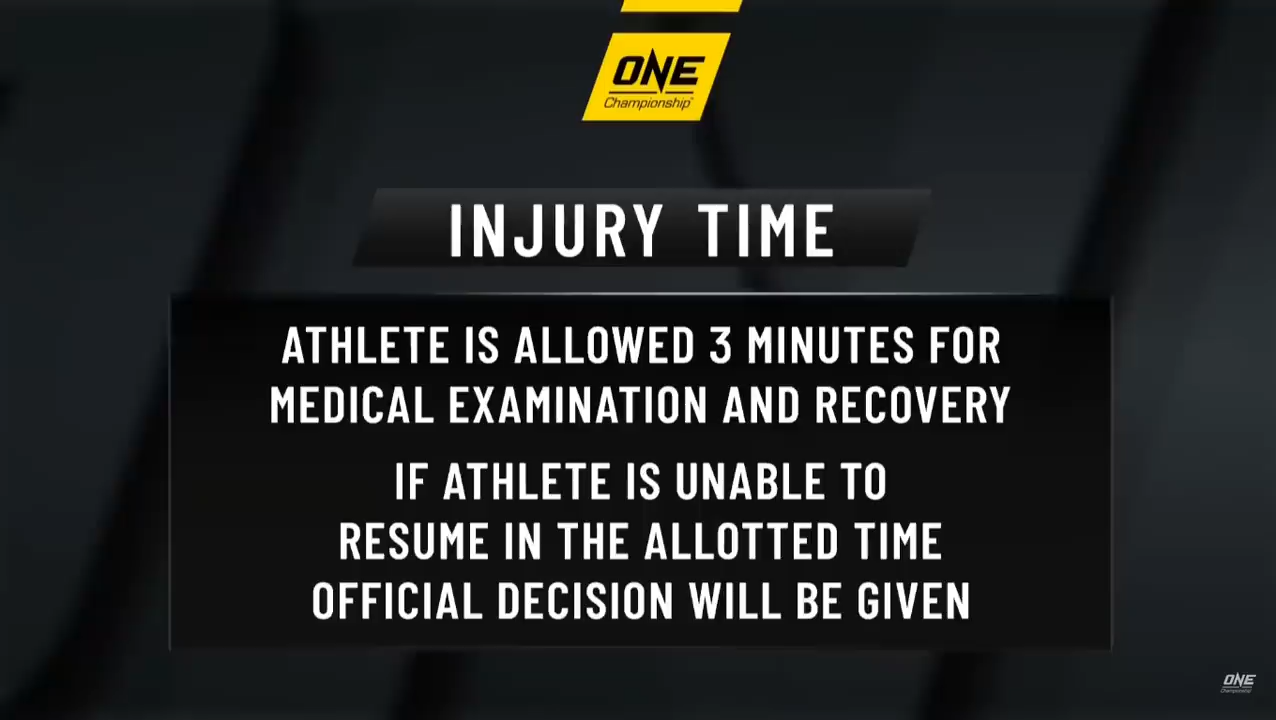 ONE
Championship
INJURY TIME
ATHLETE IS ALLOWED 3 MINUTES FOR
MEDICAL EXAMINATION AND RECOVERY
IF ATHLETE IS UNABLE TO
RESUME IN THE ALLOTTED TIME
OFFICIAL DECISION WILL BE GIVEN
ONE
Championship